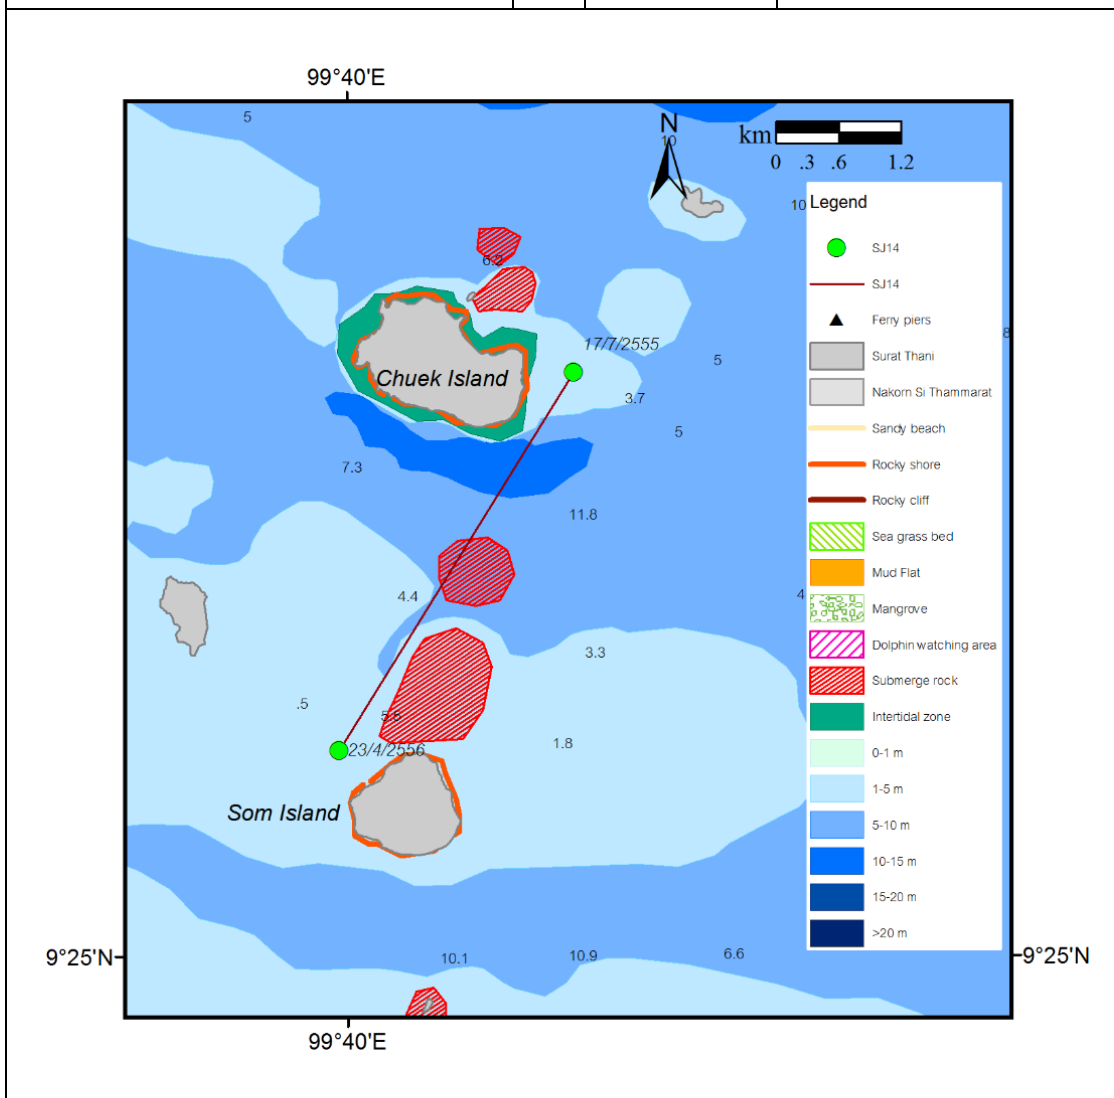 99°40'E
5
N
10
km
0 .3 .6 1.2
10
Legend
SJ14
SJ14
Ferry piers
Surat Thani
Nakorn Si Thammarat
Sandy beach
Rocky shore
Rocky cliff
Sea grass bed
Mud Flat
Mangrove
Dolphin watching area
Submerge rock
Intertidal zone
0-1 m
1-5 m
5-10 m
10-15 m
15-20 m
>20 m
6.2
8
17/7/2555
5
Chuek Island
3.7
5
7.3
11.8
4.4
4
3.3
.5
5.5
1.8
23/4/2556
Som Island
9°25'N
10.1
10.9
6.6
9°25'N
99°40'E